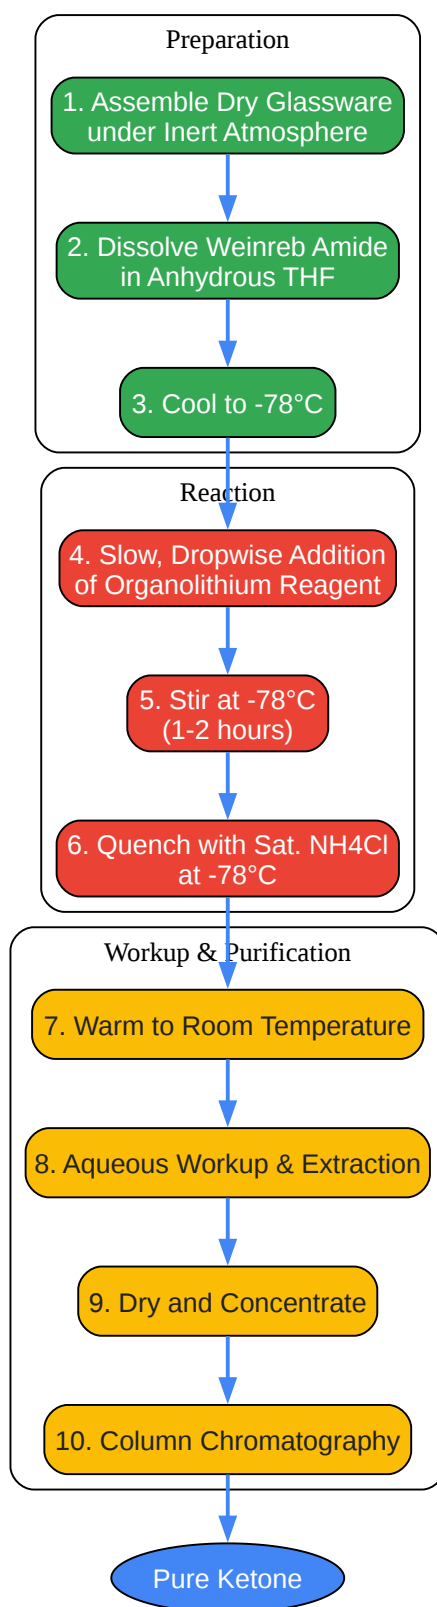 Preparation
1. Assemble Dry Glassware
under Inert Atmosphere
2. Dissolve Weinreb Amide
in Anhydrous THF
3. Cool to -78°C
Reaction
4. Slow, Dropwise Addition
of Organolithium Reagent
5. Stir at -78°C
(1-2 hours)
6. Quench with Sat. NH4Cl
at -78°C
Workup & Purification
7. Warm to Room Temperature
8. Aqueous Workup & Extraction
9. Dry and Concentrate
10. Column Chromatography
Pure Ketone